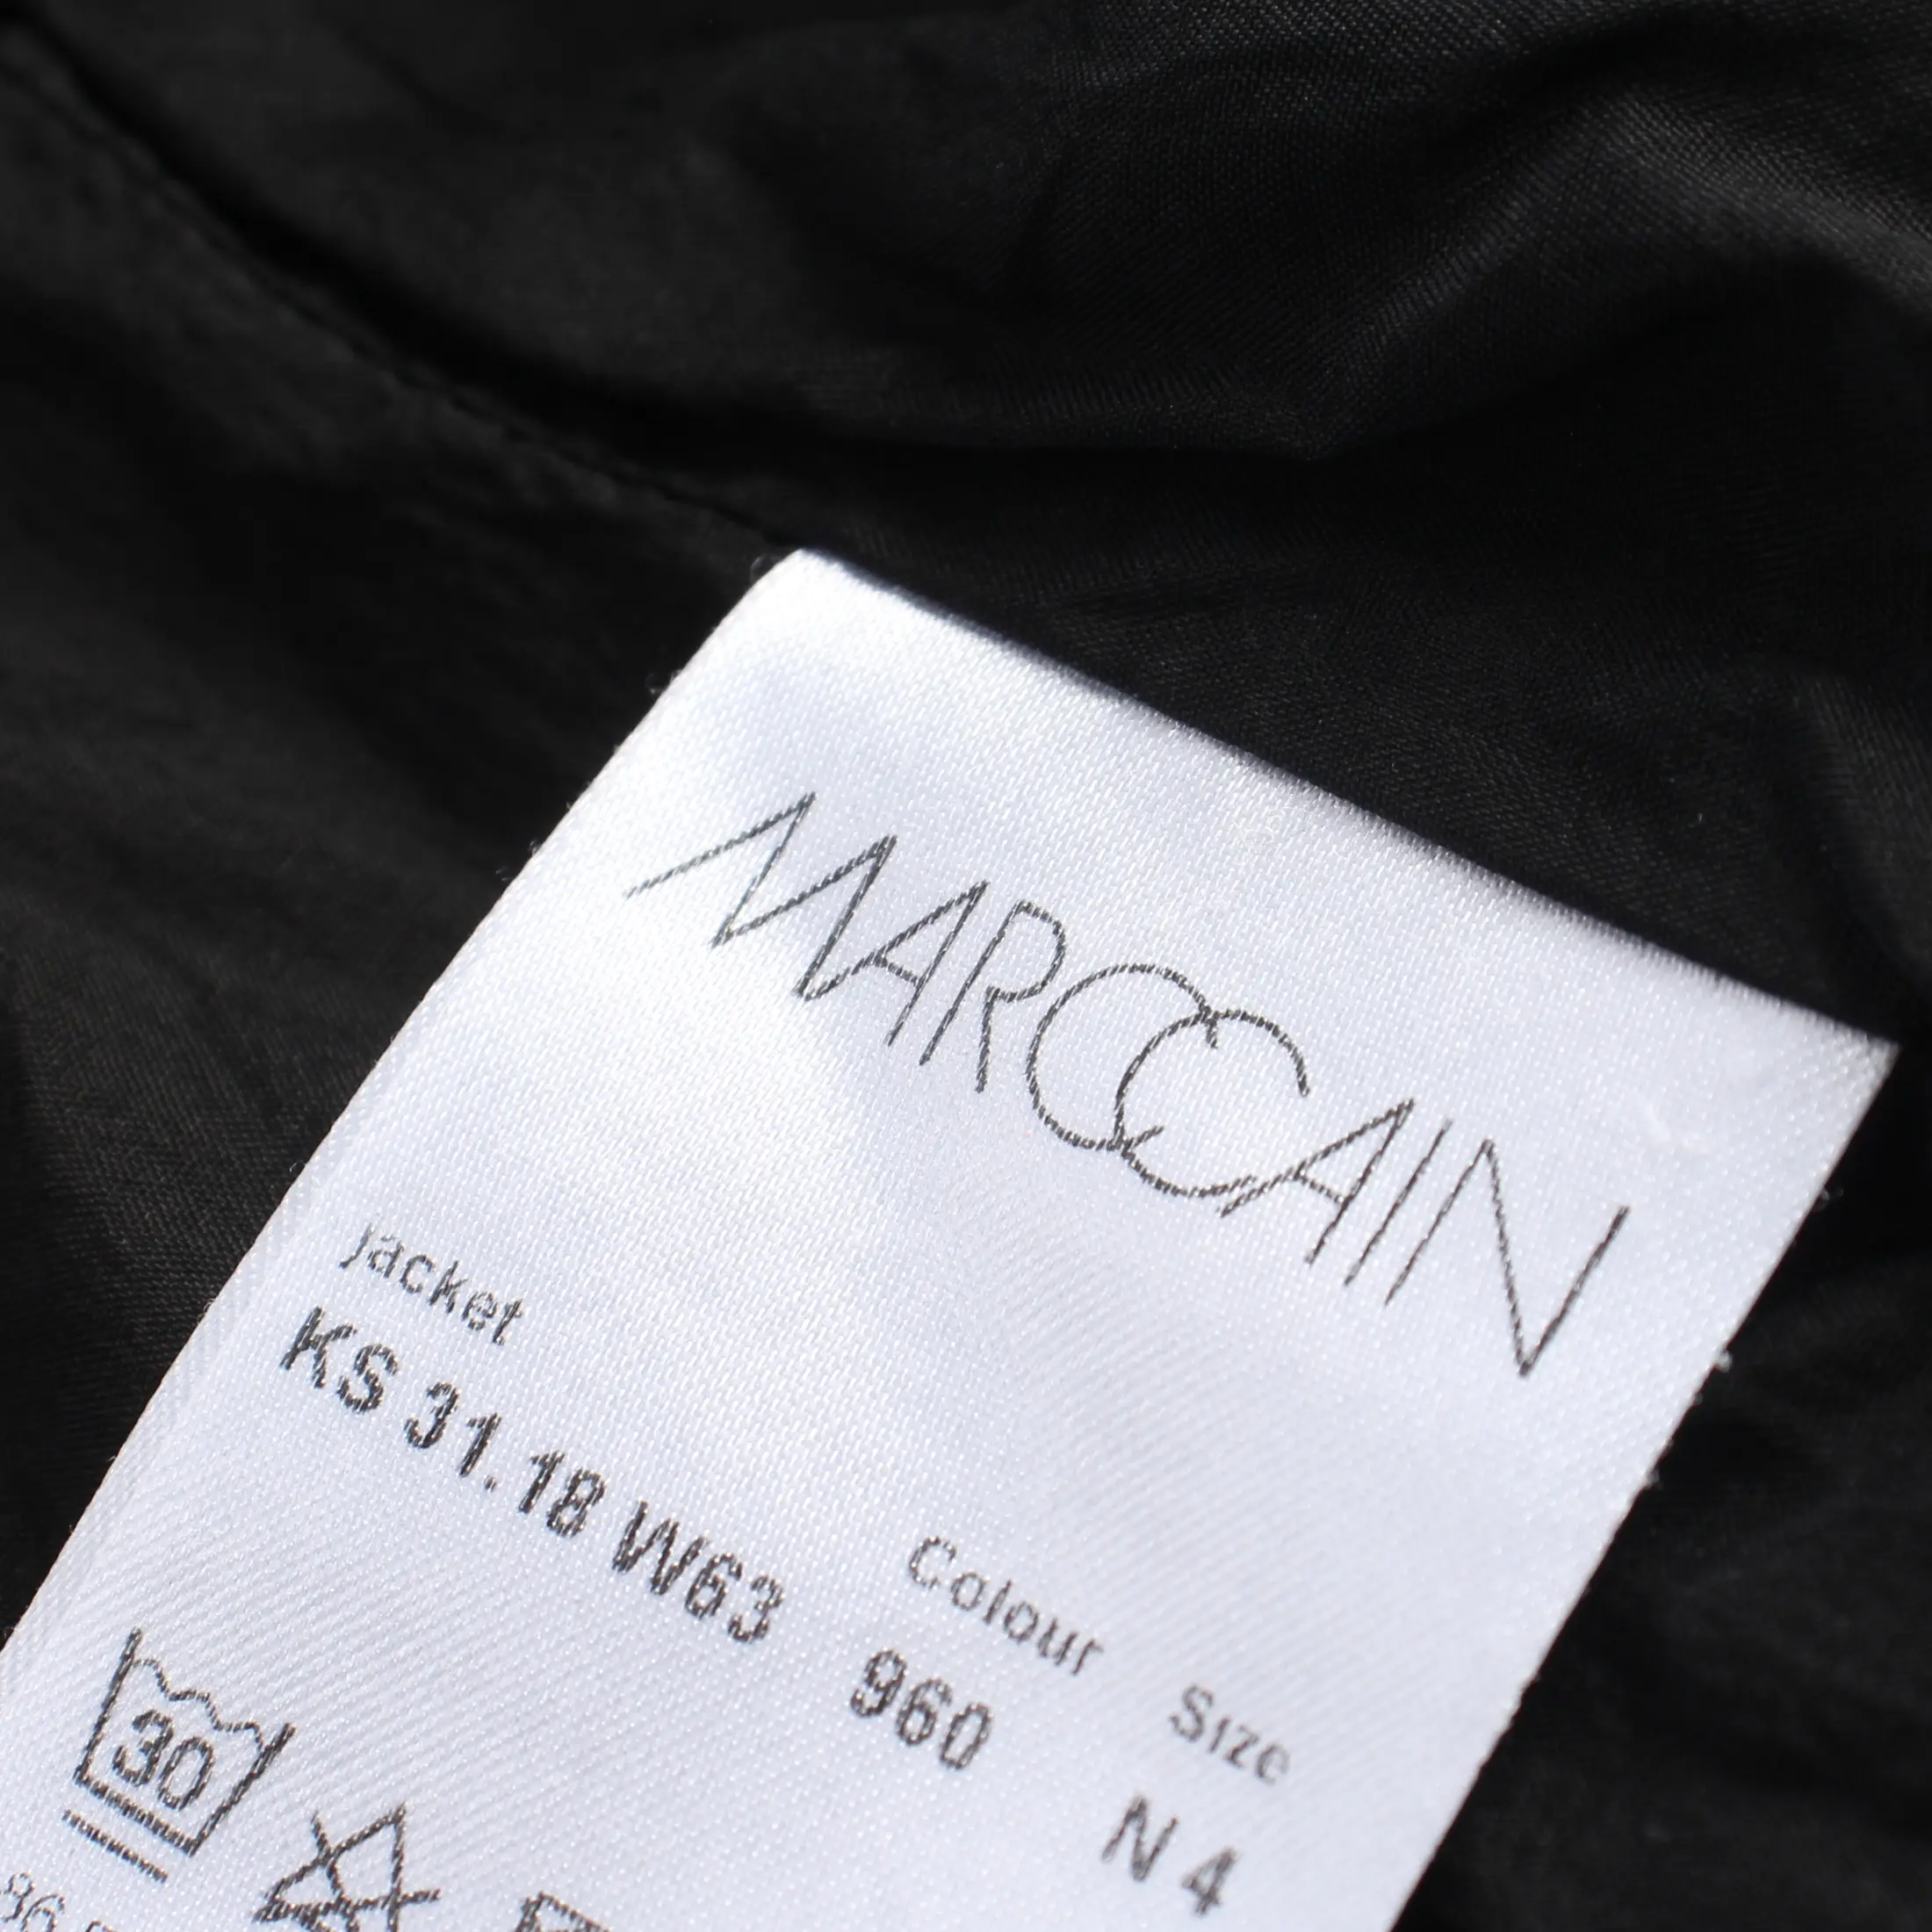 MARCCAIN
jacket
KS 31.18 W63
Colour
960
Size
N 4
30